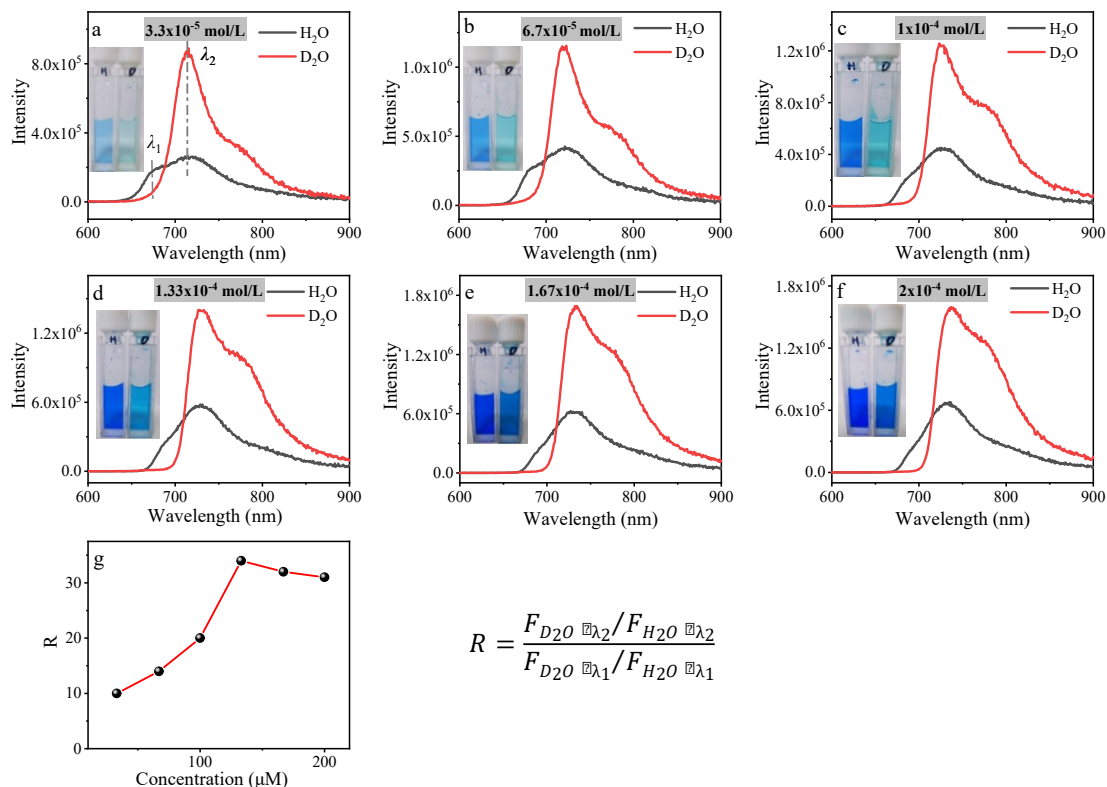 a
3.3x10⁻⁵ mol/L
H₂O
D₂O
λ₂
λ₁
H D
8.0x10⁵
4.0x10⁵
0.0
Intensity
600 700 800 900
Wavelength (nm)
b
6.7x10⁻⁵ mol/L
H₂O
D₂O
H D
1.0x10⁶
5.0x10⁵
0.0
Intensity
600 700 800 900
Wavelength (nm)
c
1x10⁻⁴ mol/L
H₂O
D₂O
H D
1.2x10⁶
8.0x10⁵
4.0x10⁵
0.0
Intensity
600 700 800 900
Wavelength (nm)
d
1.33x10⁻⁴ mol/L
H₂O
D₂O
H D
1.2x10⁶
6.0x10⁵
0.0
Intensity
600 700 800 900
Wavelength (nm)
e
1.67x10⁻⁴ mol/L
H₂O
D₂O
H D
1.8x10⁶
1.2x10⁶
6.0x10⁵
0.0
Intensity
600 700 800 900
Wavelength (nm)
f
2x10⁻⁴ mol/L
H₂O
D₂O
H D
1.8x10⁶
1.2x10⁶
6.0x10⁵
0.0
Intensity
600 700 800 900
Wavelength (nm)
g
30
20
10
0
R
100 200
Concentration (μM)
R = (F_D2O ⍰λ2/F_H2O ⍰λ2) / (F_D2O ⍰λ1/F_H2O ⍰λ1)